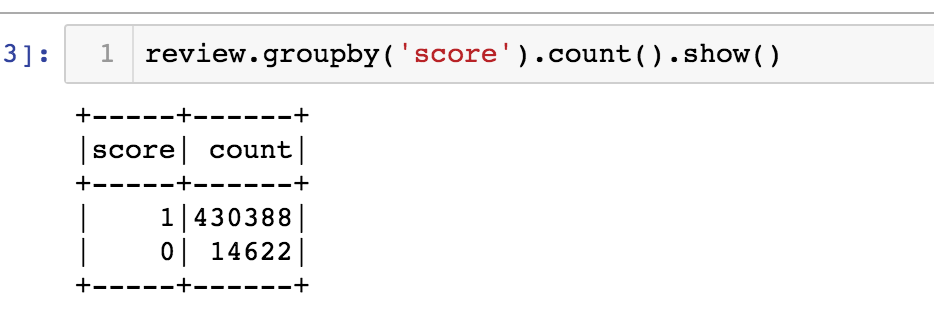 3]: 1 review.groupby('score').count().show()
+-----+------+
|score| count|
+-----+------+
|    1|430388|
|    0| 14622|
+-----+------+